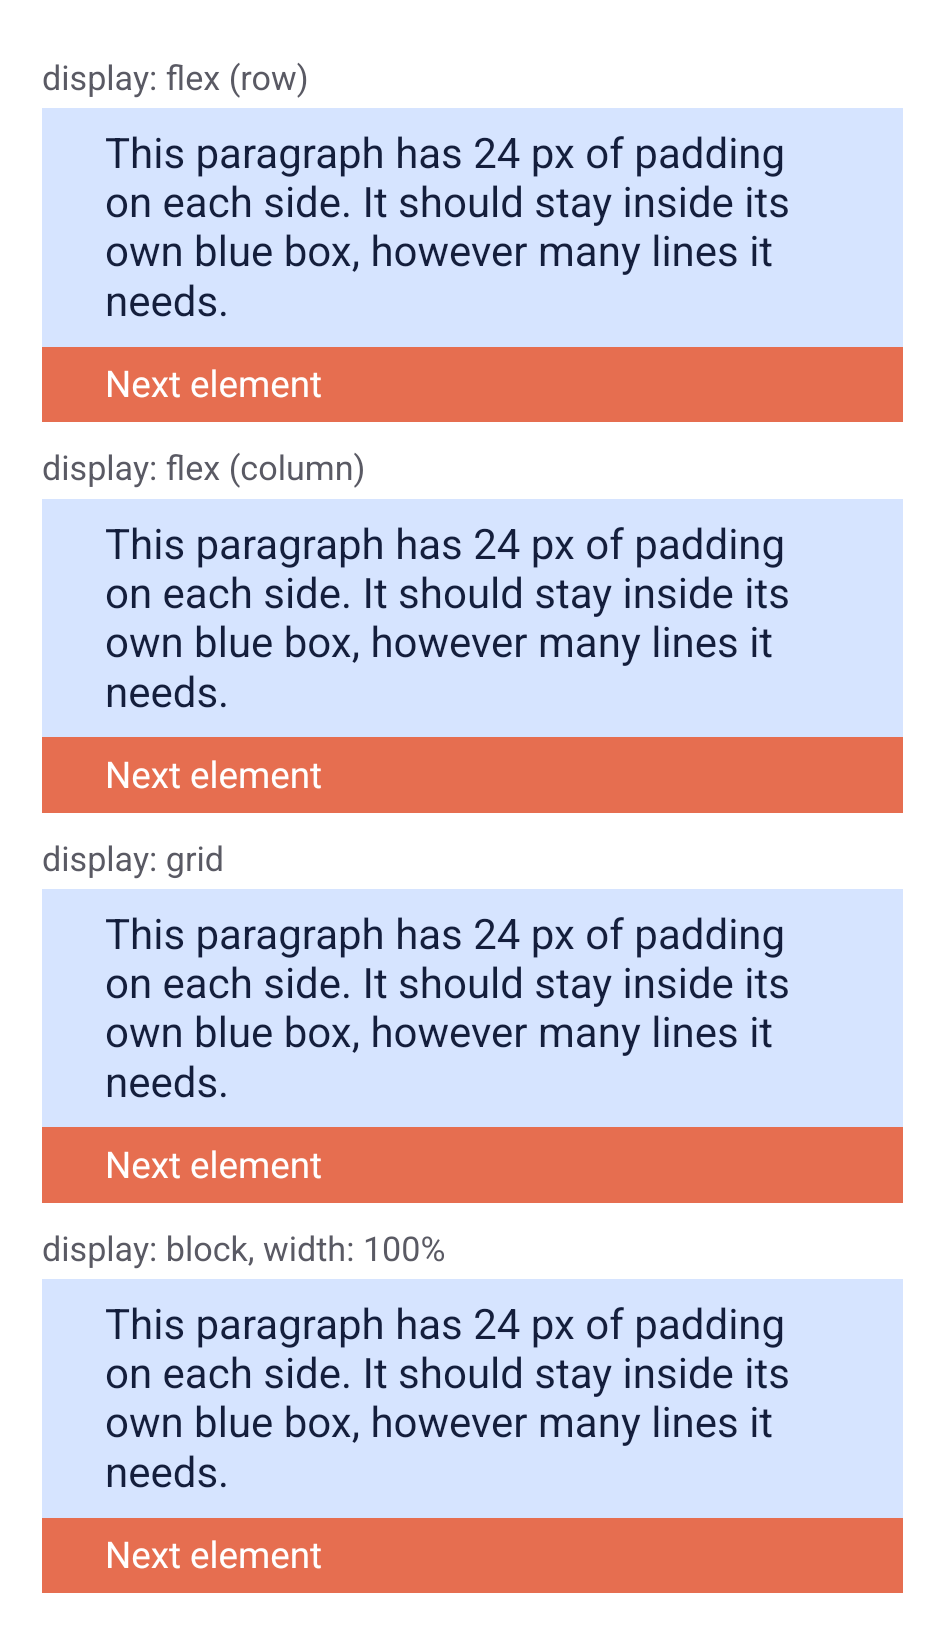 display: flex (row)
This paragraph has 24 px of padding
on each side. It should stay inside its
own blue box, however many lines it
needs.
Next element
display: flex (column)
This paragraph has 24 px of padding
on each side. It should stay inside its
own blue box, however many lines it
needs.
Next element
display: grid
This paragraph has 24 px of padding
on each side. It should stay inside its
own blue box, however many lines it
needs.
Next element
display: block, width: 100%
This paragraph has 24 px of padding
on each side. It should stay inside its
own blue box, however many lines it
needs.
Next element